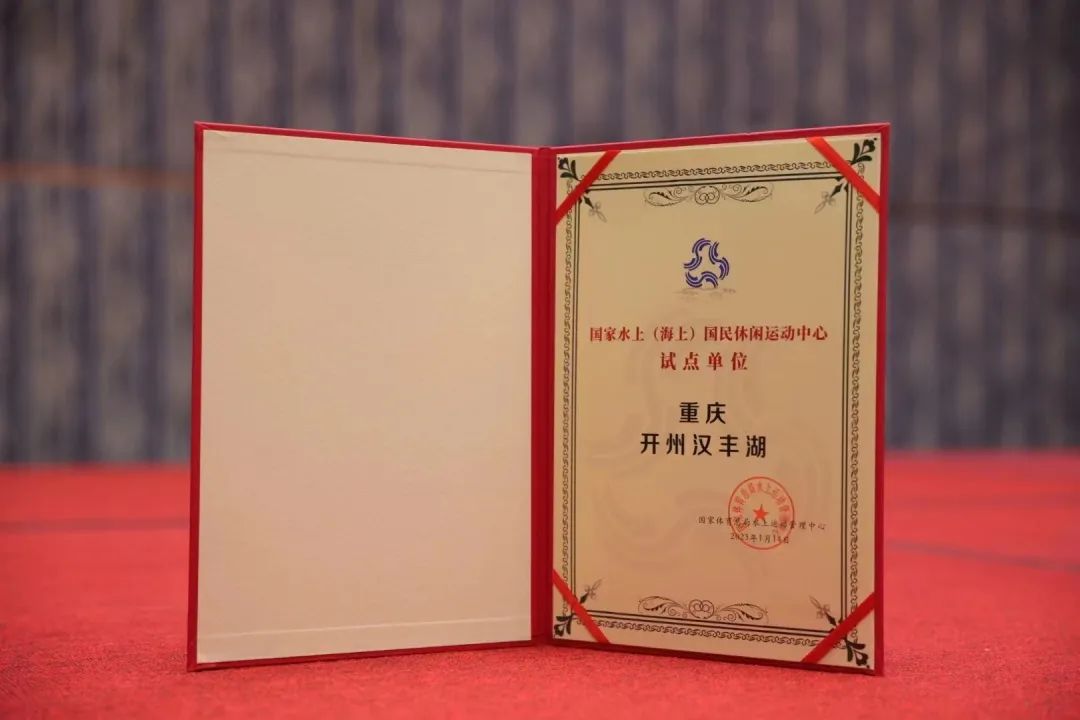 国家水上（海上）国民休闲运动中心
试点单位
重庆
开州汉丰湖
国家体育总局水上运动管理中心
2023年1月14日